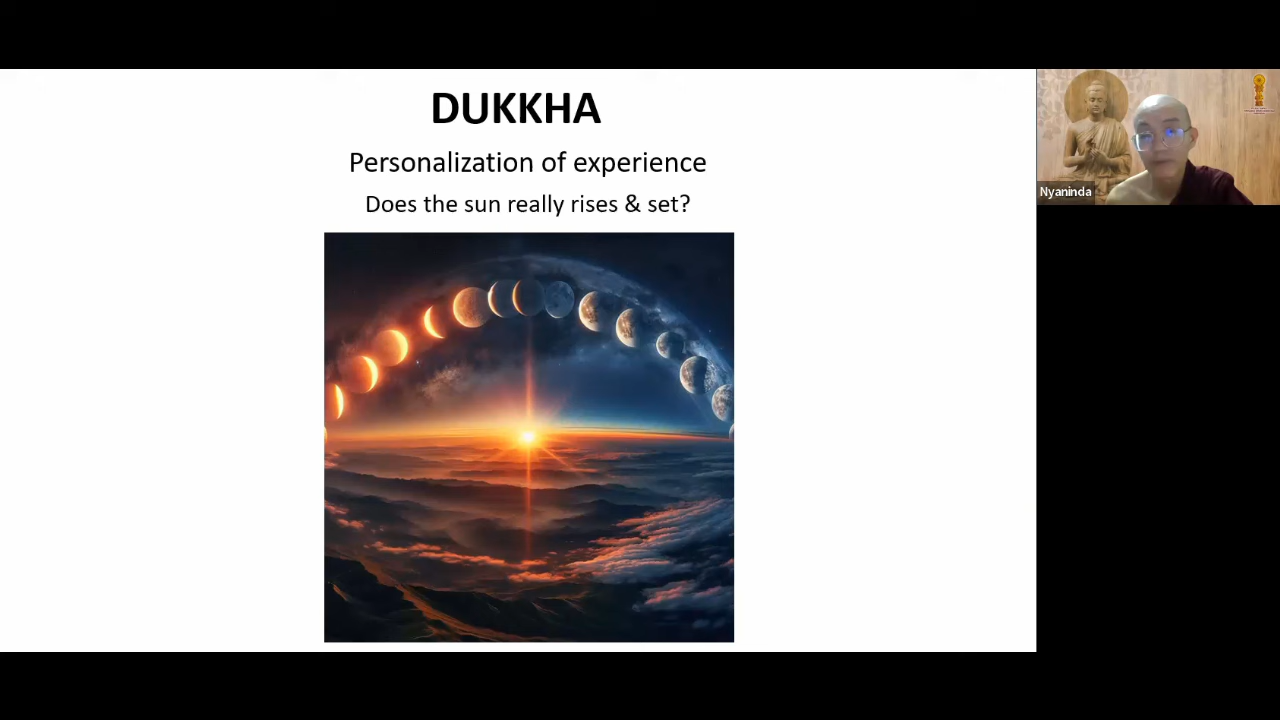 DUKKHA
Personalization of experience
Does the sun really rises & set?
Nyaninda